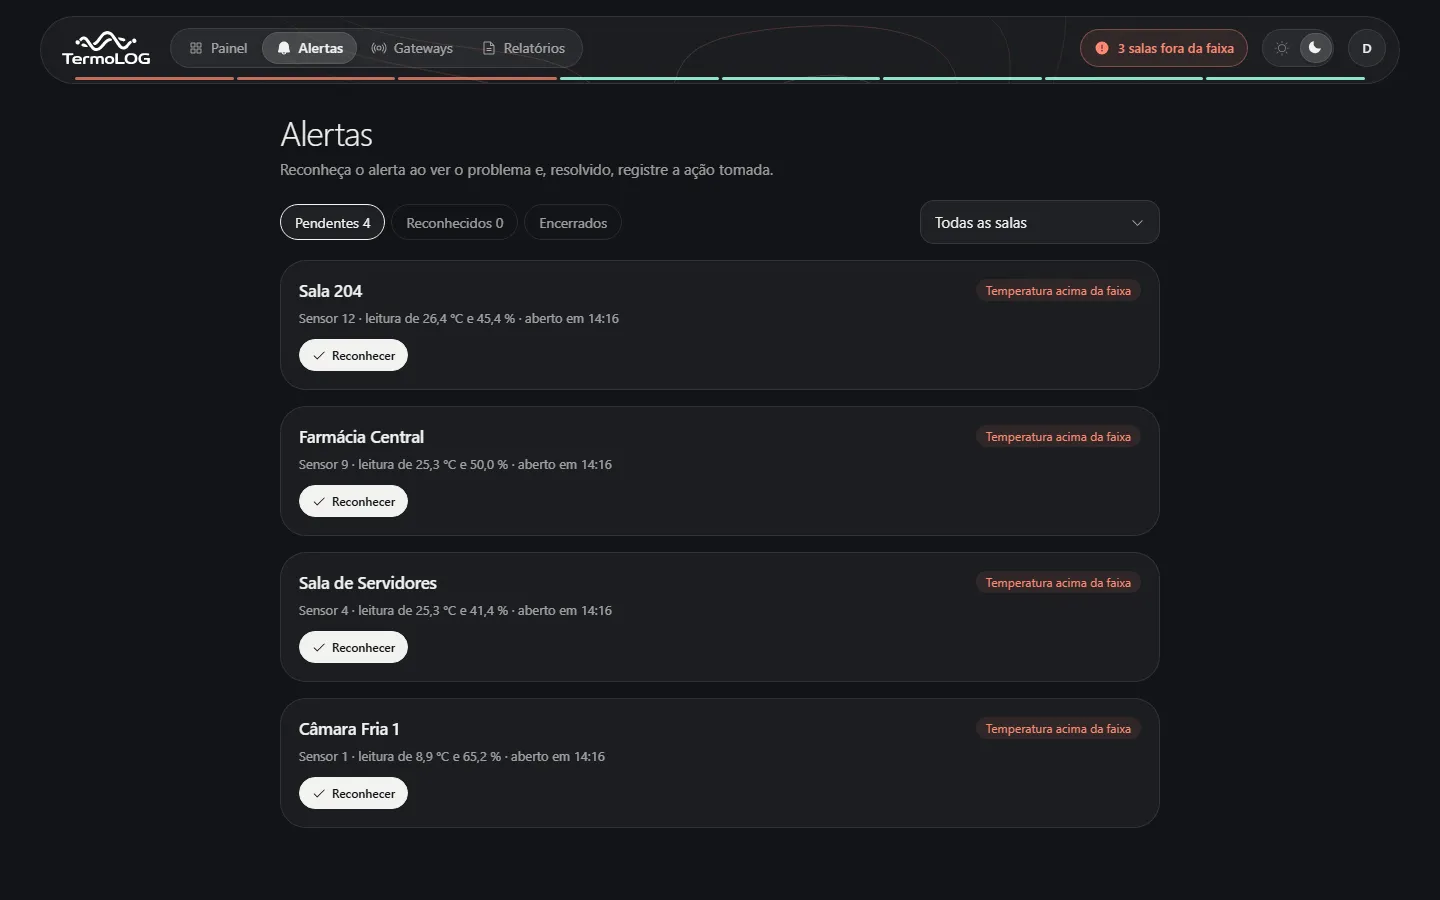 TermoLOG
Painel
Alertas
Gateways
Relatórios
3 salas fora da faixa
D
Alertas
Reconheça o alerta ao ver o problema e, resolvido, registre a ação tomada.
Pendentes 4
Reconhecidos 0
Encerrados
Todas as salas
Sala 204
Temperatura acima da faixa
Sensor 12 · leitura de 26,4 °C e 45,4 % · aberto em 14:16
Reconhecer
Farmácia Central
Temperatura acima da faixa
Sensor 9 · leitura de 25,3 °C e 50,0 % · aberto em 14:16
Reconhecer
Sala de Servidores
Temperatura acima da faixa
Sensor 4 · leitura de 25,3 °C e 41,4 % · aberto em 14:16
Reconhecer
Câmara Fria 1
Temperatura acima da faixa
Sensor 1 · leitura de 8,9 °C e 65,2 % · aberto em 14:16
Reconhecer